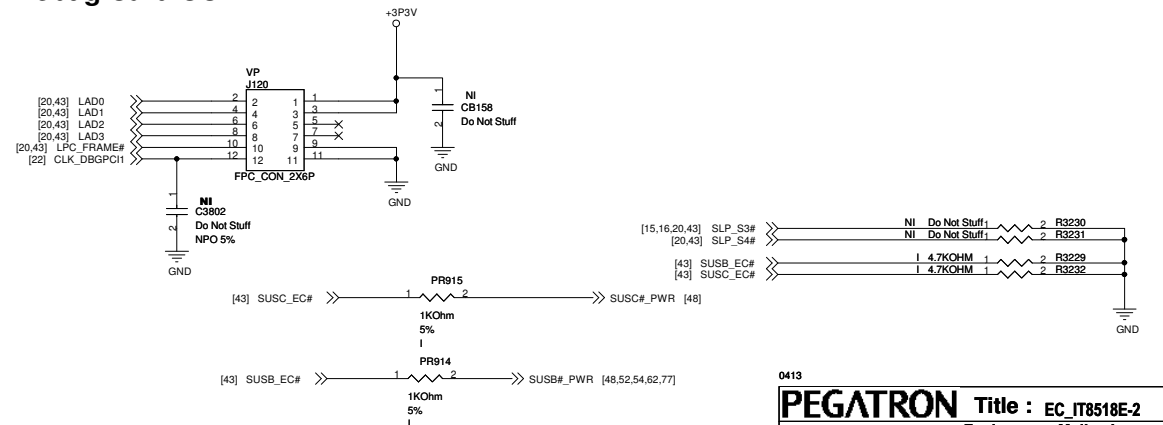 +3P3V
VP
J120
[20,43] LAD0 2 2 1 1
[20,43] LAD1 4 4 3 3
[20,43] LAD2 6 6 5 5
[20,43] LAD3 8 8 7 7
[20,43] LPC_FRAME# 10 10 9 9
[22] CLK_DBGPCI1 12 12 11 11
FPC_CON_2X6P
1
NI
CB158
Do Not Stuff
2
GND
GND
1
NI
C3802
Do Not Stuff
NPO 5%
2
GND
[15,16,20,43] SLP_S3# NI Do Not Stuff 1 2 R3230
[20,43] SLP_S4# NI Do Not Stuff 1 2 R3231
[43] SUSB_EC# I 4.7KOHM 1 2 R3229
[43] SUSC_EC# I 4.7KOHM 1 2 R3232
GND
PR915
[43] SUSC_EC# 1 2 SUSC#_PWR [48]
1KOhm
5%
I
PR914
[43] SUSB_EC# 1 2 SUSB#_PWR [48,52,54,62,77]
1KOhm
5%
0413
PEGATRON Title : EC_IT8518E-2